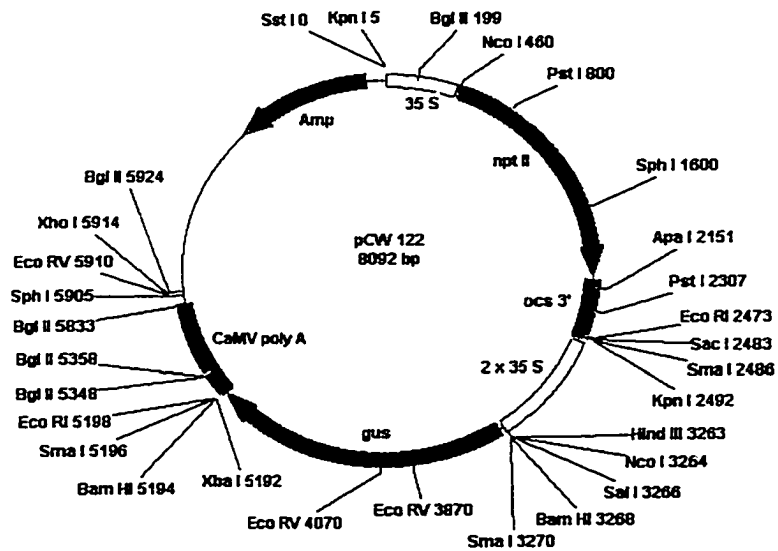 Sst I 0
Kpn I 5
Bgl II 199
Nco I 460
Pst I 800
35 S
Amp
npt II
Sph I 1600
Bgl II 5924
Xho I 5914
Eco RV 5910
Sph I 5905
Bgl II 5833
Bgl II 5358
Bgl II 5348
Eco RI 5198
Sma I 5196
Bam HI 5194
Xba I 5192
pCW 122
8092 bp
Apa I 2151
Pst I 2307
ocs 3'
Eco RI 2473
Sac I 2483
Sma I 2486
Kpn I 2492
CaMV poly A
2 x 35 S
gus
Hind III 3263
Nco I 3264
Sal I 3266
Bam HI 3268
Sma I 3270
Eco RV 3870
Eco RV 4070